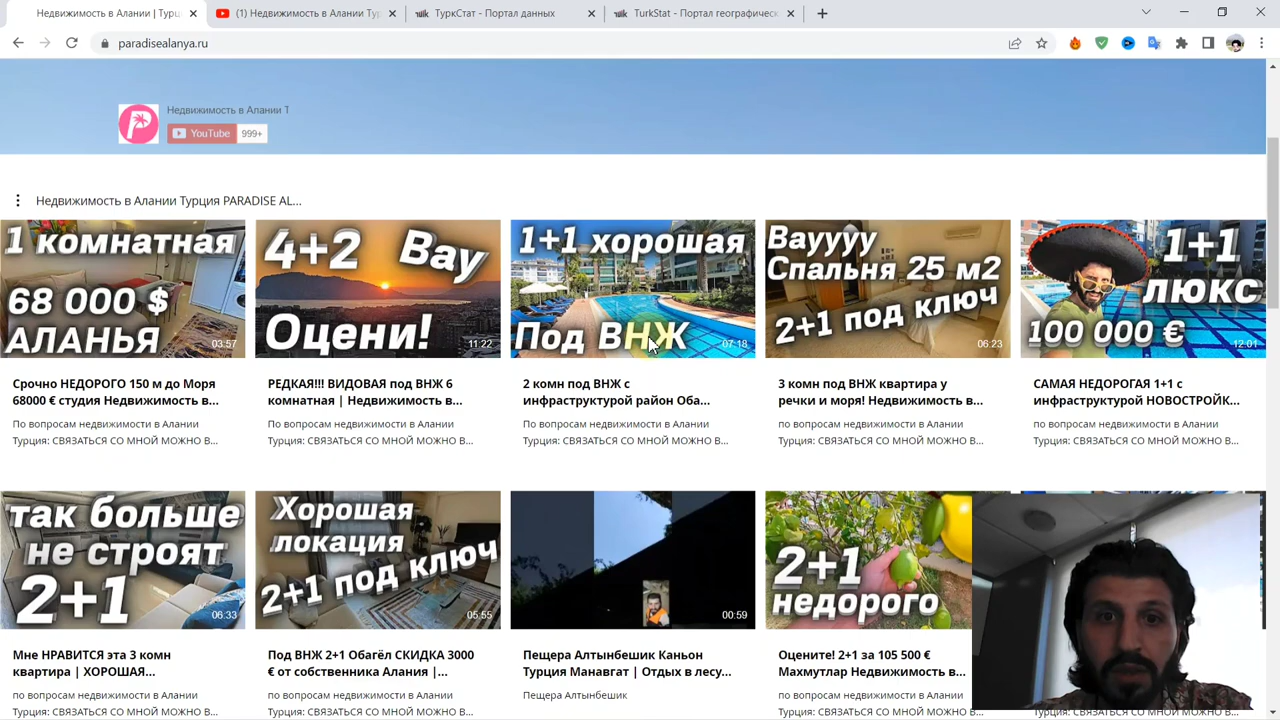 Недвижимость в Алании | Турц
(1) Недвижимость в Алании Тур
ТуркСтат - Портал данных
TurkStat - Портал географическ
paradisealanya.ru
Недвижимость в Алании Т
YouTube 999+
Недвижимость в Алании Турция PARADISE AL...
1 комнатная
68 000 $
АЛАНЬЯ
03:57
4+2 Вау
Оцени!
11:22
1+1 хорошая
Под ВНЖ
07:18
Ваyyyy
Спальня 25 м2
2+1 под ключ
06:23
1+1
люкс
100 000 €
12:01
Срочно НЕДОРОГО 150 м до Моря
68000 € студия Недвижимость в...
По вопросам недвижимости в Алании
Турция: СВЯЗАТЬСЯ СО МНОЙ МОЖНО В...
РЕДКАЯ!!! ВИДОВАЯ под ВНЖ 6
комнатная | Недвижимость в...
По вопросам недвижимости в Алании
Турция: СВЯЗАТЬСЯ СО МНОЙ МОЖНО В...
2 комн под ВНЖ с
инфраструктурой район Оба...
По вопросам недвижимости в Алании
Турция: СВЯЗАТЬСЯ СО МНОЙ МОЖНО В...
3 комн под ВНЖ квартира у
речки и моря! Недвижимость в...
по вопросам недвижимости в Алании
Турция: СВЯЗАТЬСЯ СО МНОЙ МОЖНО В...
САМАЯ НЕДОРОГАЯ 1+1 с
инфраструктурой НОВОСТРОЙК...
по вопросам недвижимости в Алании
Турция: СВЯЗАТЬСЯ СО МНОЙ МОЖНО В...
так больше
не строят
2+1
06:33
Хорошая
локация
2+1 под ключ
05:55
00:59
2+1
недорого
Мне НРАВИТСЯ эта 3 комн
квартира | ХОРОШАЯ...
по вопросам недвижимости в Алании
Турция: СВЯЗАТЬСЯ СО МНОЙ МОЖНО В...
Под ВНЖ 2+1 Обагёл СКИДКА 3000
€ от собственника Алания |...
по вопросам недвижимости в Алании
Турция: СВЯЗАТЬСЯ СО МНОЙ МОЖНО В...
Пещера Алтынбешик Каньон
Турция Манавгат | Отдых в лесу...
Пещера Алтынбешик
Оцените! 2+1 за 105 500 €
Махмутлар Недвижимость в...
по вопросам недвижимости в Алании
Турция: СВЯЗАТЬСЯ СО МНОЙ МОЖНО В...